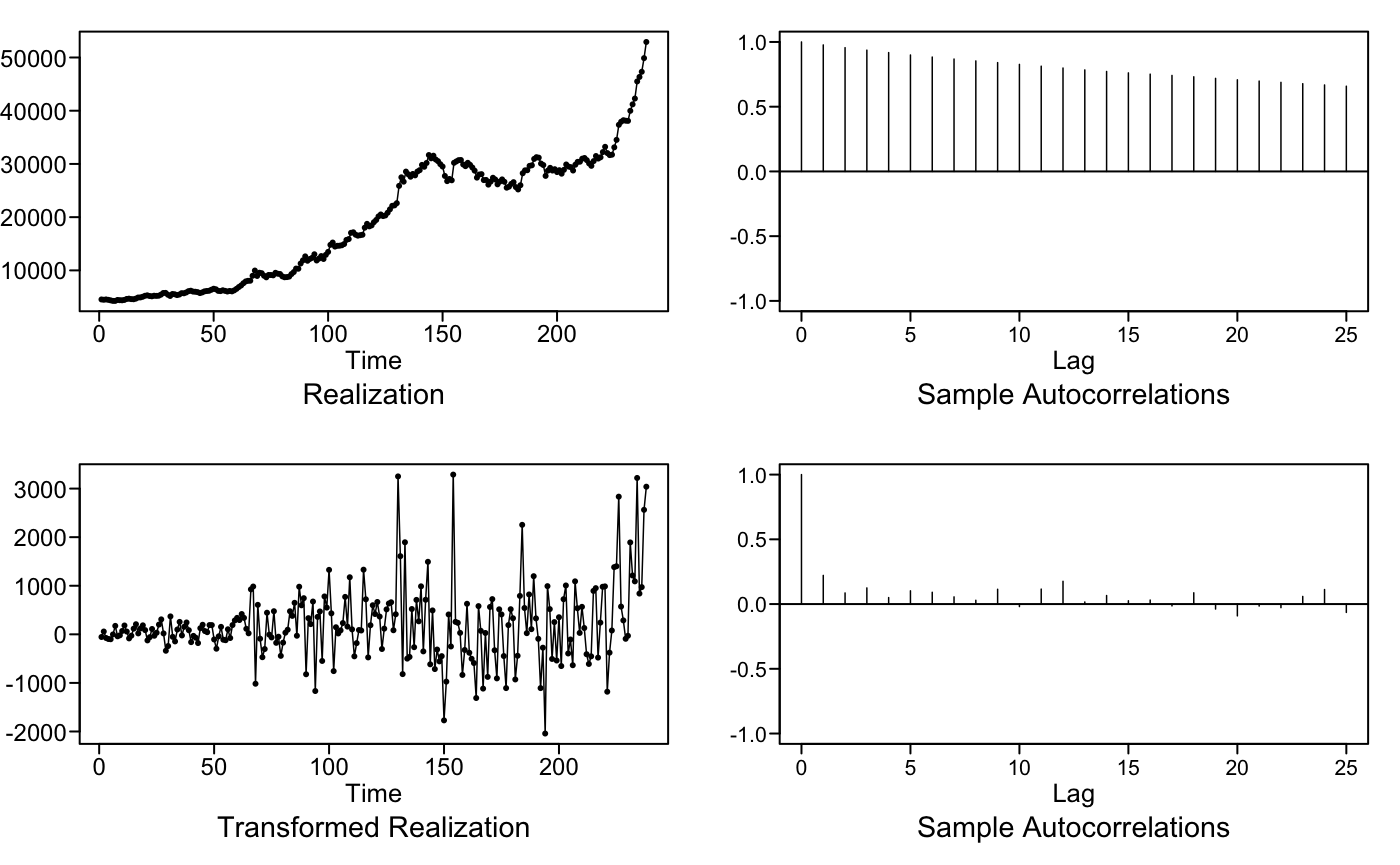 50000
40000
30000
20000
10000
0 50 100 150 200
Time
Realization
1.0
0.5
0.0
-0.5
-1.0
0 5 10 15 20 25
Lag
Sample Autocorrelations
3000
2000
1000
0
-1000
-2000
0 50 100 150 200
Time
Transformed Realization
1.0
0.5
0.0
-0.5
-1.0
0 5 10 15 20 25
Lag
Sample Autocorrelations